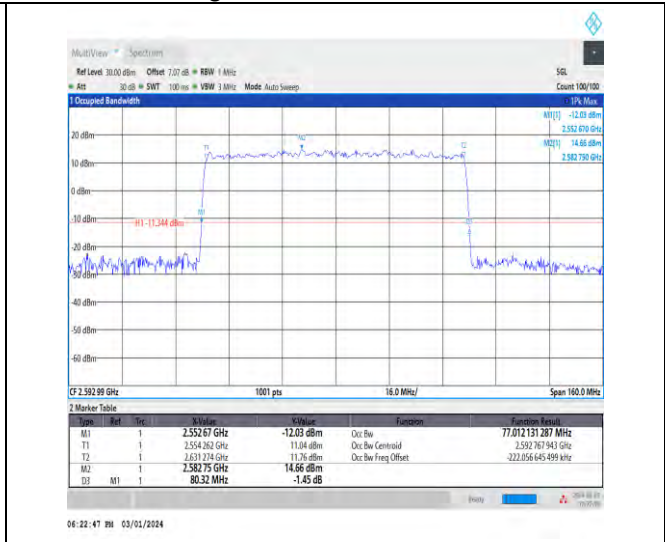 MultiView Spectrum
Ref Level 30.00 dBm Offset 7.07 dB RBW 1 MHz SGL
Att 30 dB SWT 100 ms VBW 3 MHz Mode Auto Sweep Count 100/100
1 Occupied Bandwidth 1Pk Max
M1[1] -12.03 dBm
2.552 670 GHz
M2[1] 14.66 dBm
2.582 750 GHz
20 dBm
M2
T1
T2
10 dBm
0 dBm
M1
-10 dBm
H1 -11.344 dBm
-20 dBm
-30 dBm
-40 dBm
-50 dBm
-60 dBm
CF 2.592 99 GHz 1001 pts 16.0 MHz/ Span 160.0 MHz
2 Marker Table
Type Ref Trc X-Value Y-Value Function Function Result
M1 1 2.552 67 GHz -12.03 dBm Occ Bw 77.012 131 287 MHz
T1 1 2.554 262 GHz 11.04 dBm Occ Bw Centroid 2.592 767 943 GHz
T2 1 2.631 274 GHz 11.76 dBm Occ Bw Freq Offset -222.056 645 499 kHz
M2 1 2.582 75 GHz 14.66 dBm
D3 M1 1 80.32 MHz -1.45 dB
06:22:47 PM 03/01/2024